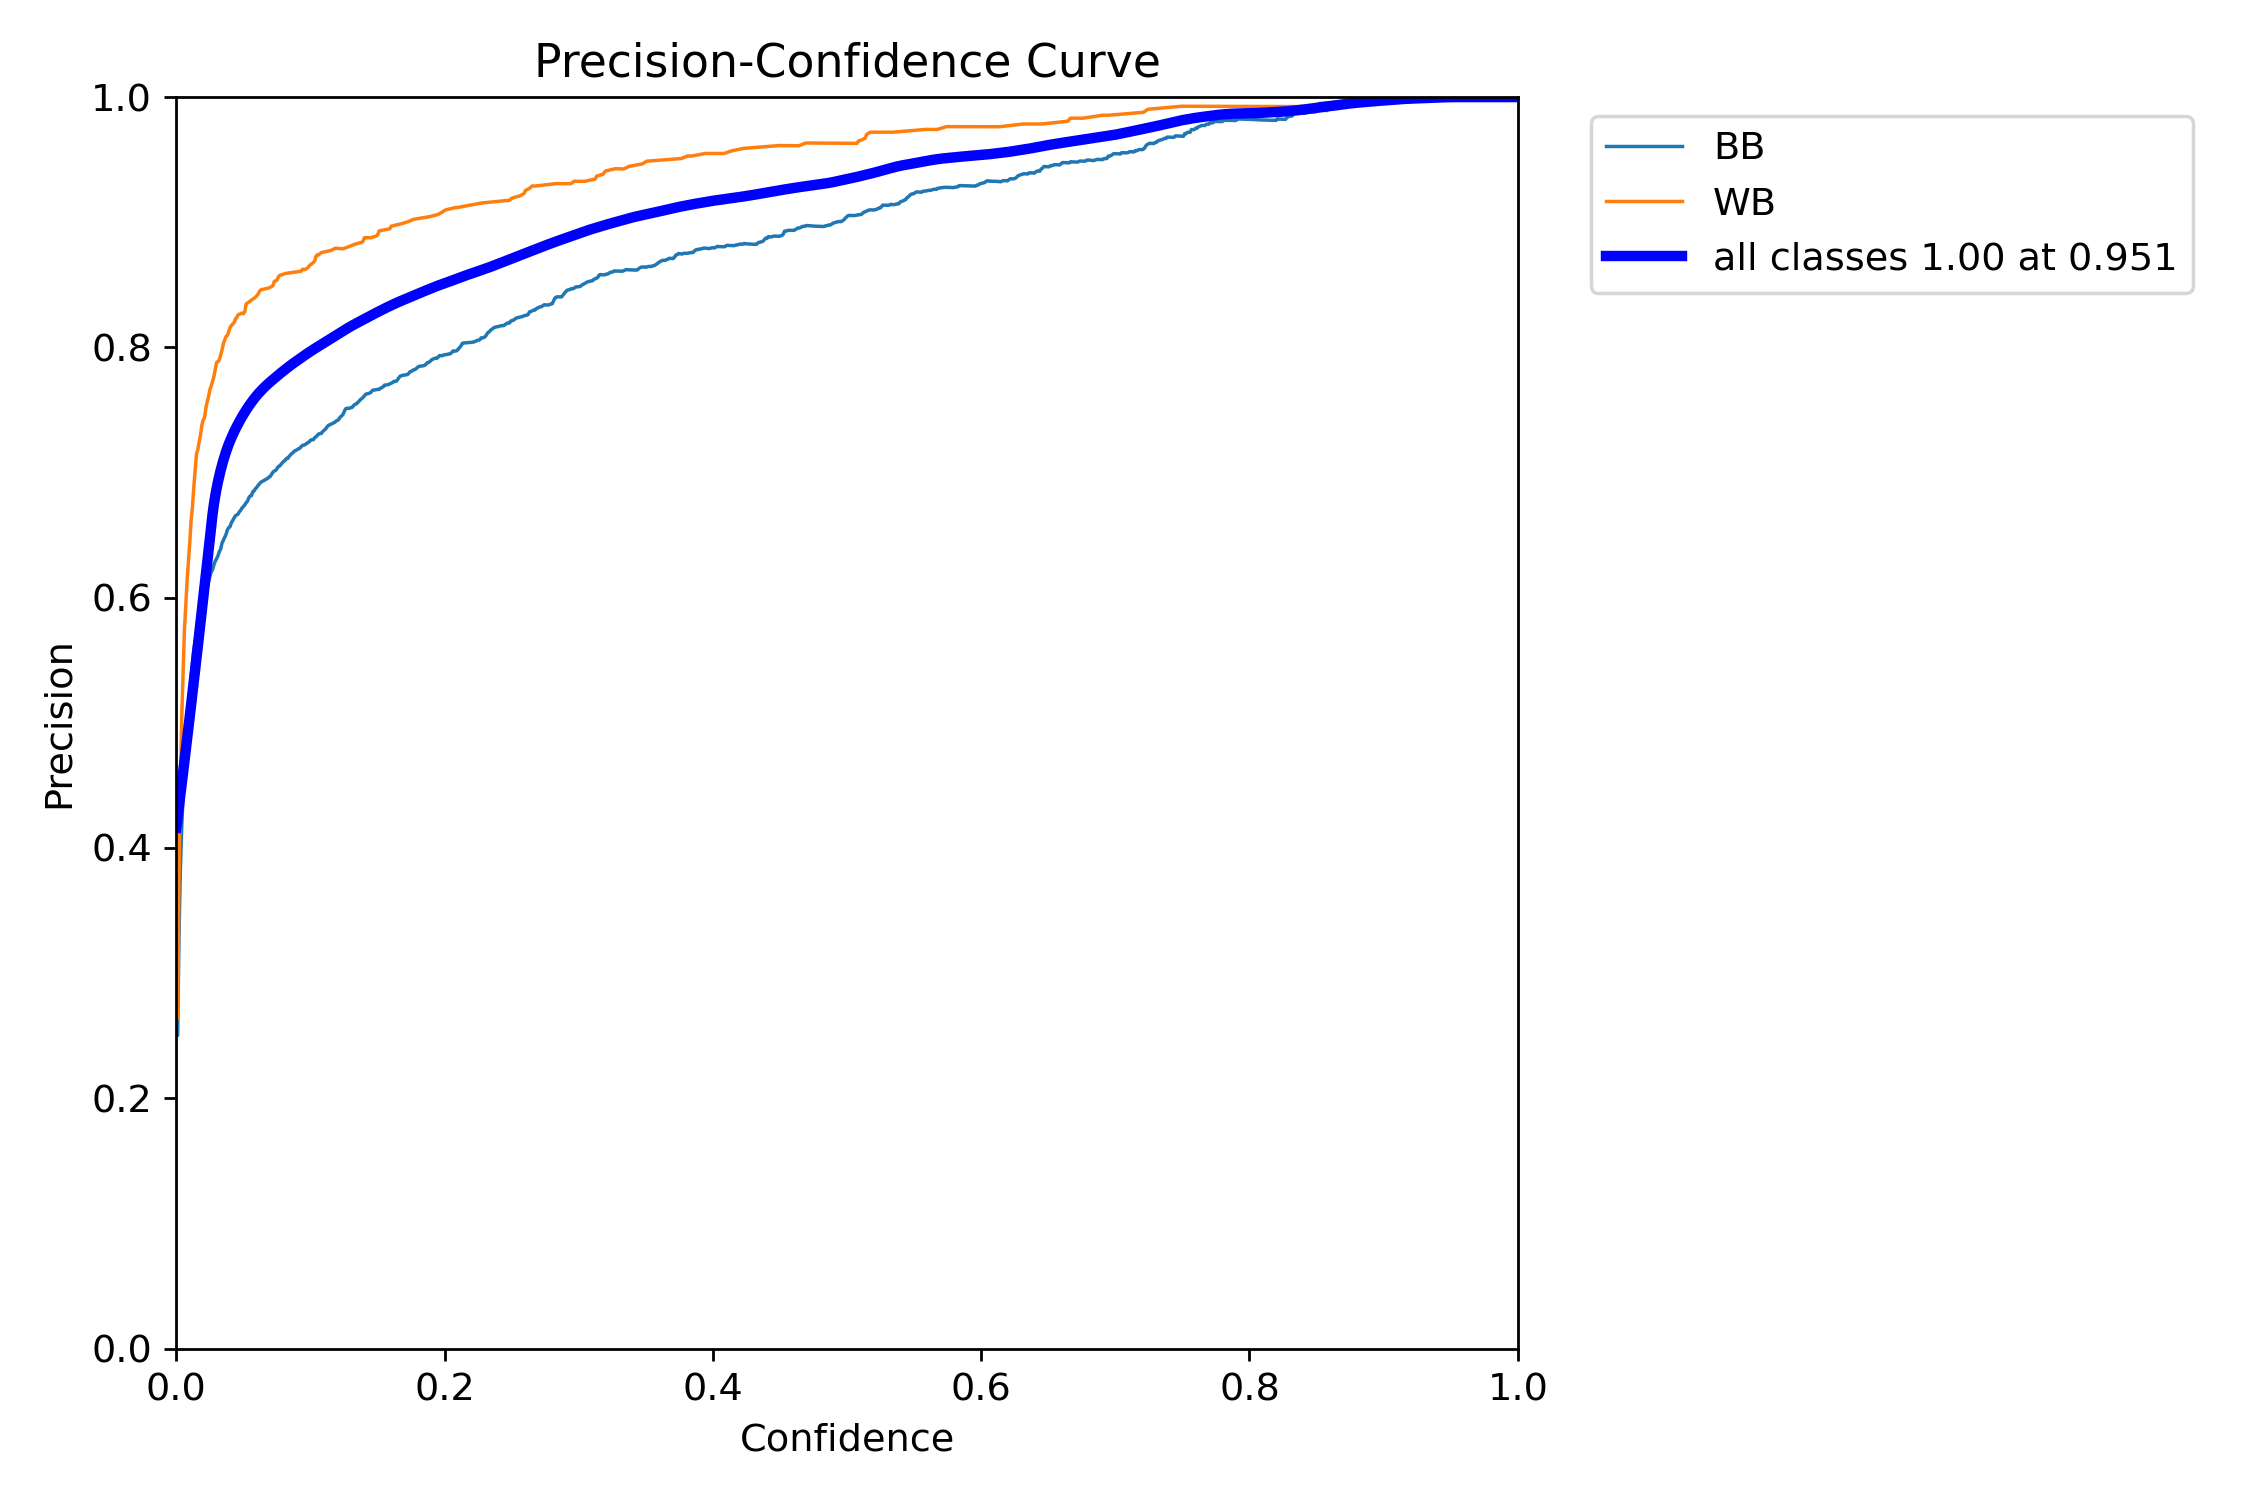 Precision-Confidence Curve
1.0
0.8
0.6
0.4
0.2
0.0
Precision
0.0 0.2 0.4 0.6 0.8 1.0
Confidence
BB
WB
all classes 1.00 at 0.951